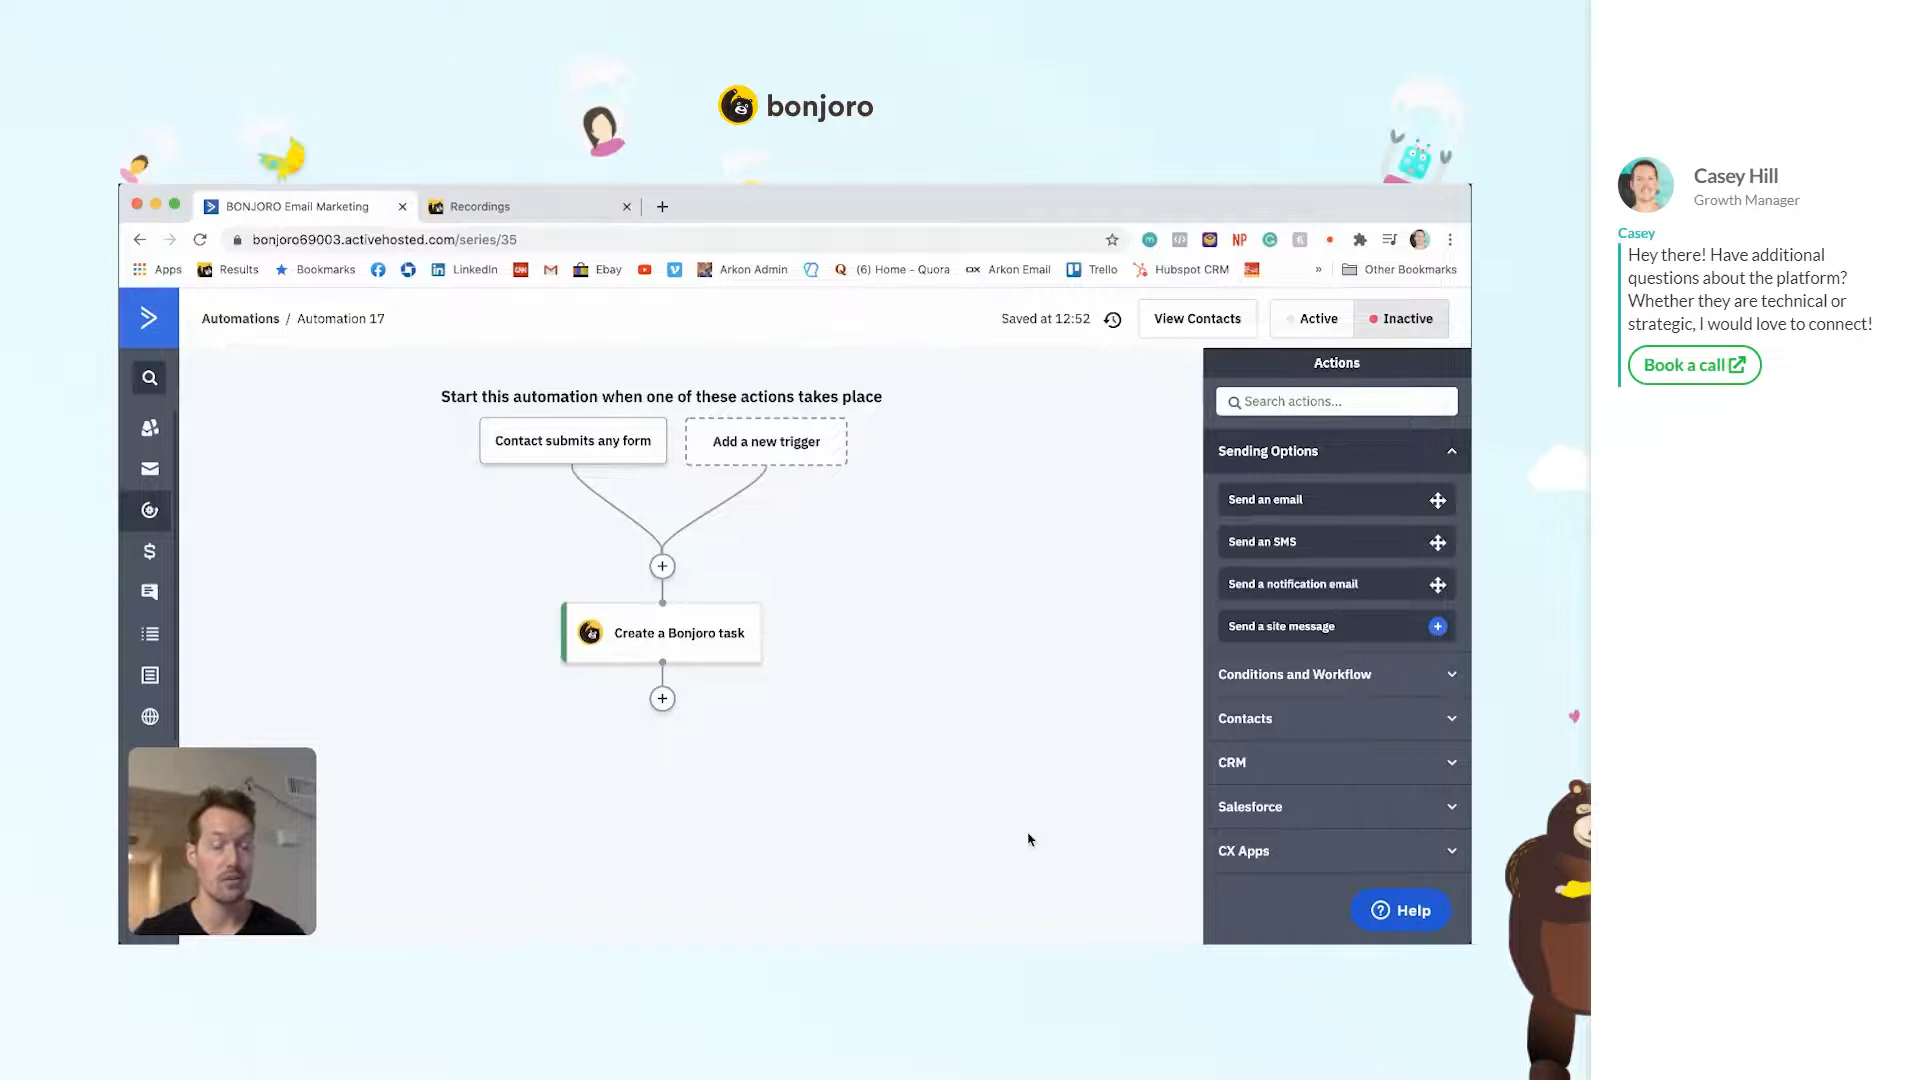 bonjoro
BONJORO Email Marketing
Recordings
bonjoro69003.activehosted.com/series/35
NP
Apps
Results
Bookmarks
LinkedIn
Ebay
Arkon Admin
(6) Home - Quora
Arkon Email
Trello
Hubspot CRM
»
Other Bookmarks
Automations / Automation 17
Saved at 12:52
View Contacts
Active
Inactive
Start this automation when one of these actions takes place
Contact submits any form
Add a new trigger
Create a Bonjoro task
Actions
Search actions...
Sending Options
Send an email
Send an SMS
Send a notification email
Send a site message
Conditions and Workflow
Contacts
CRM
Salesforce
CX Apps
Help
Casey Hill
Growth Manager
Casey
Hey there! Have additional
questions about the platform?
Whether they are technical or
strategic, I would love to connect!
Book a call